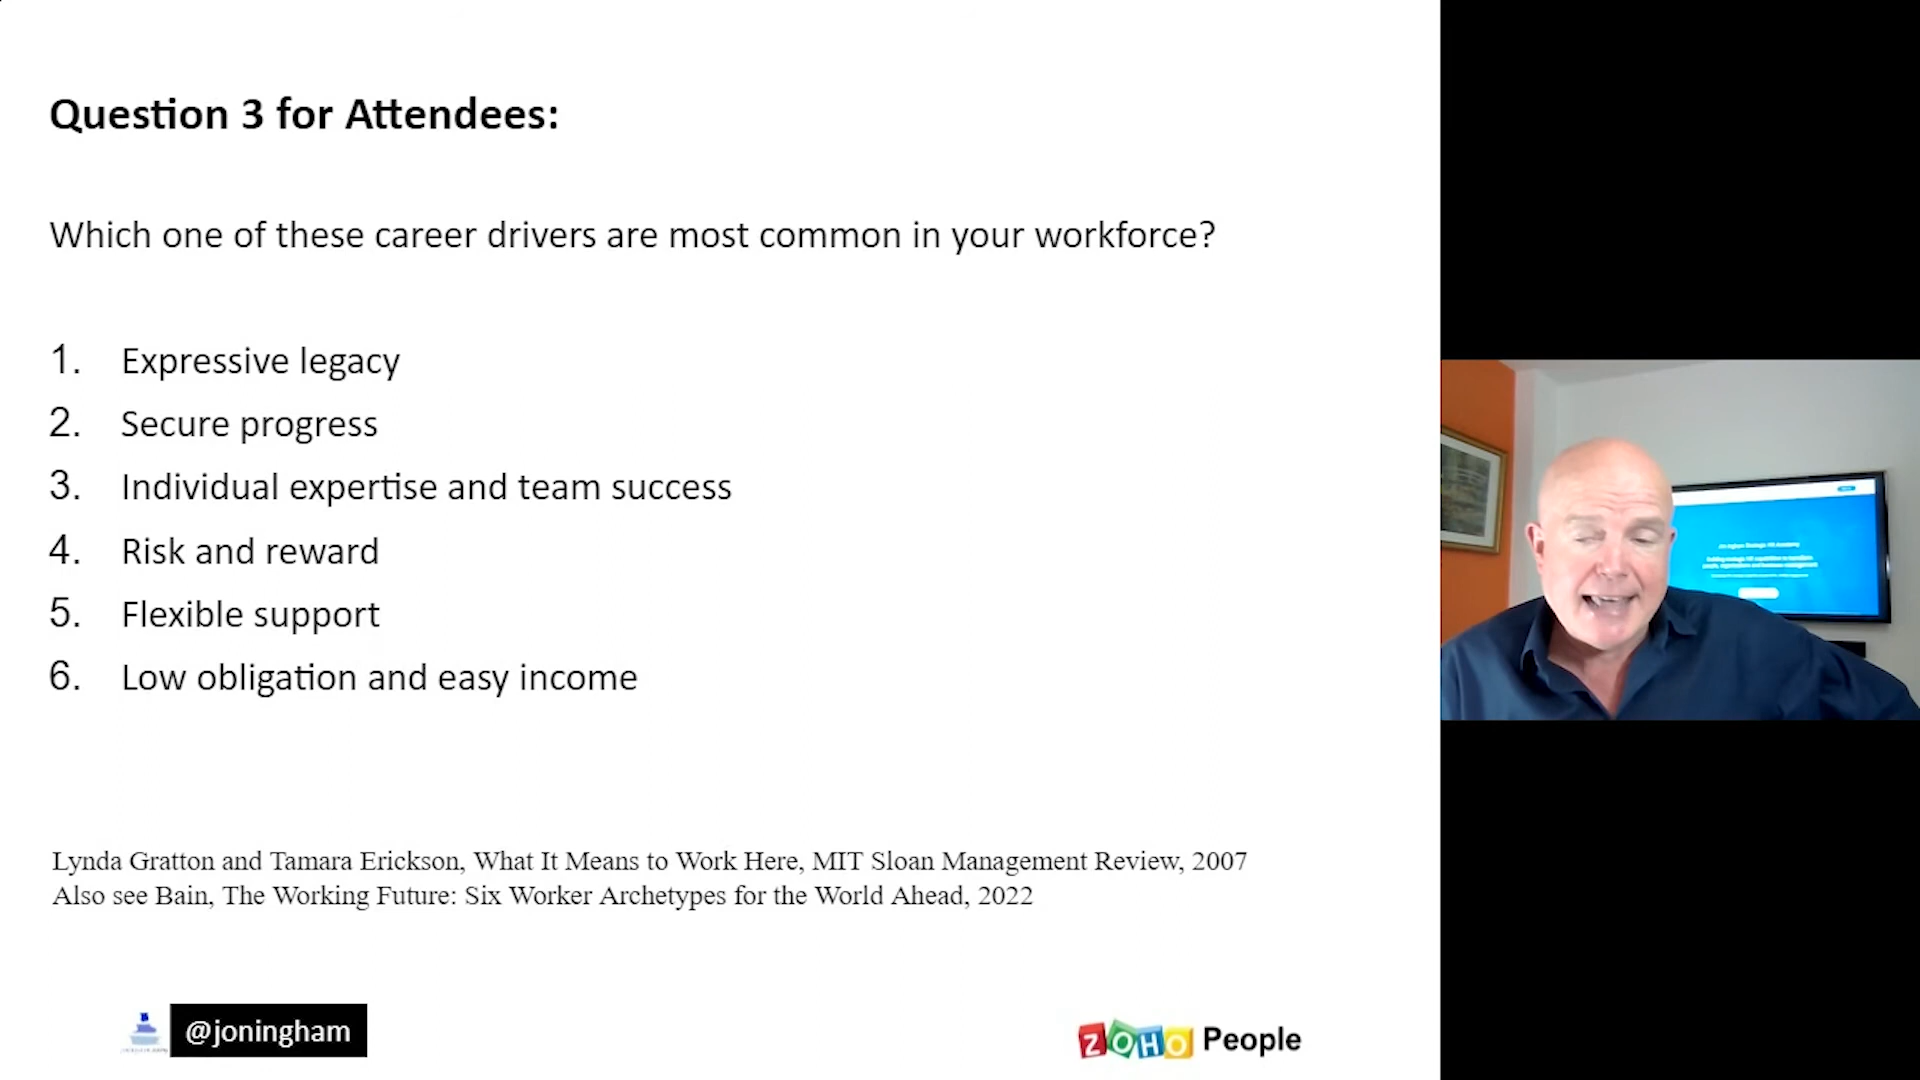 Question 3 for Attendees:
Which one of these career drivers are most common in your workforce?
1. Expressive legacy
2. Secure progress
3. Individual expertise and team success
4. Risk and reward
5. Flexible support
6. Low obligation and easy income
Lynda Gratton and Tamara Erickson, What It Means to Work Here, MIT Sloan Management Review, 2007
Also see Bain, The Working Future: Six Worker Archetypes for the World Ahead, 2022
@joningham
ZOHO People